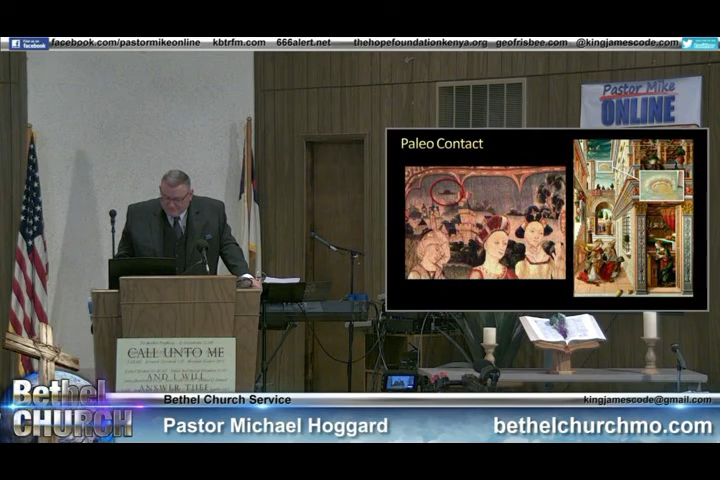 facebook
facebook.com/pastormikeonline kbtrfm.com 666alert.net thehopefoundationkenya.org geofrisbee.com @kingjamescode.com
Pastor Mike
ONLINE
Paleo Contact
CALL UNTO ME
AND I WILL
ANSWER THEE
Bethel Church Service
kingjamescode@gmail.com
Bethel
CHURCH
Pastor Michael Hoggard
bethelchurchmo.com